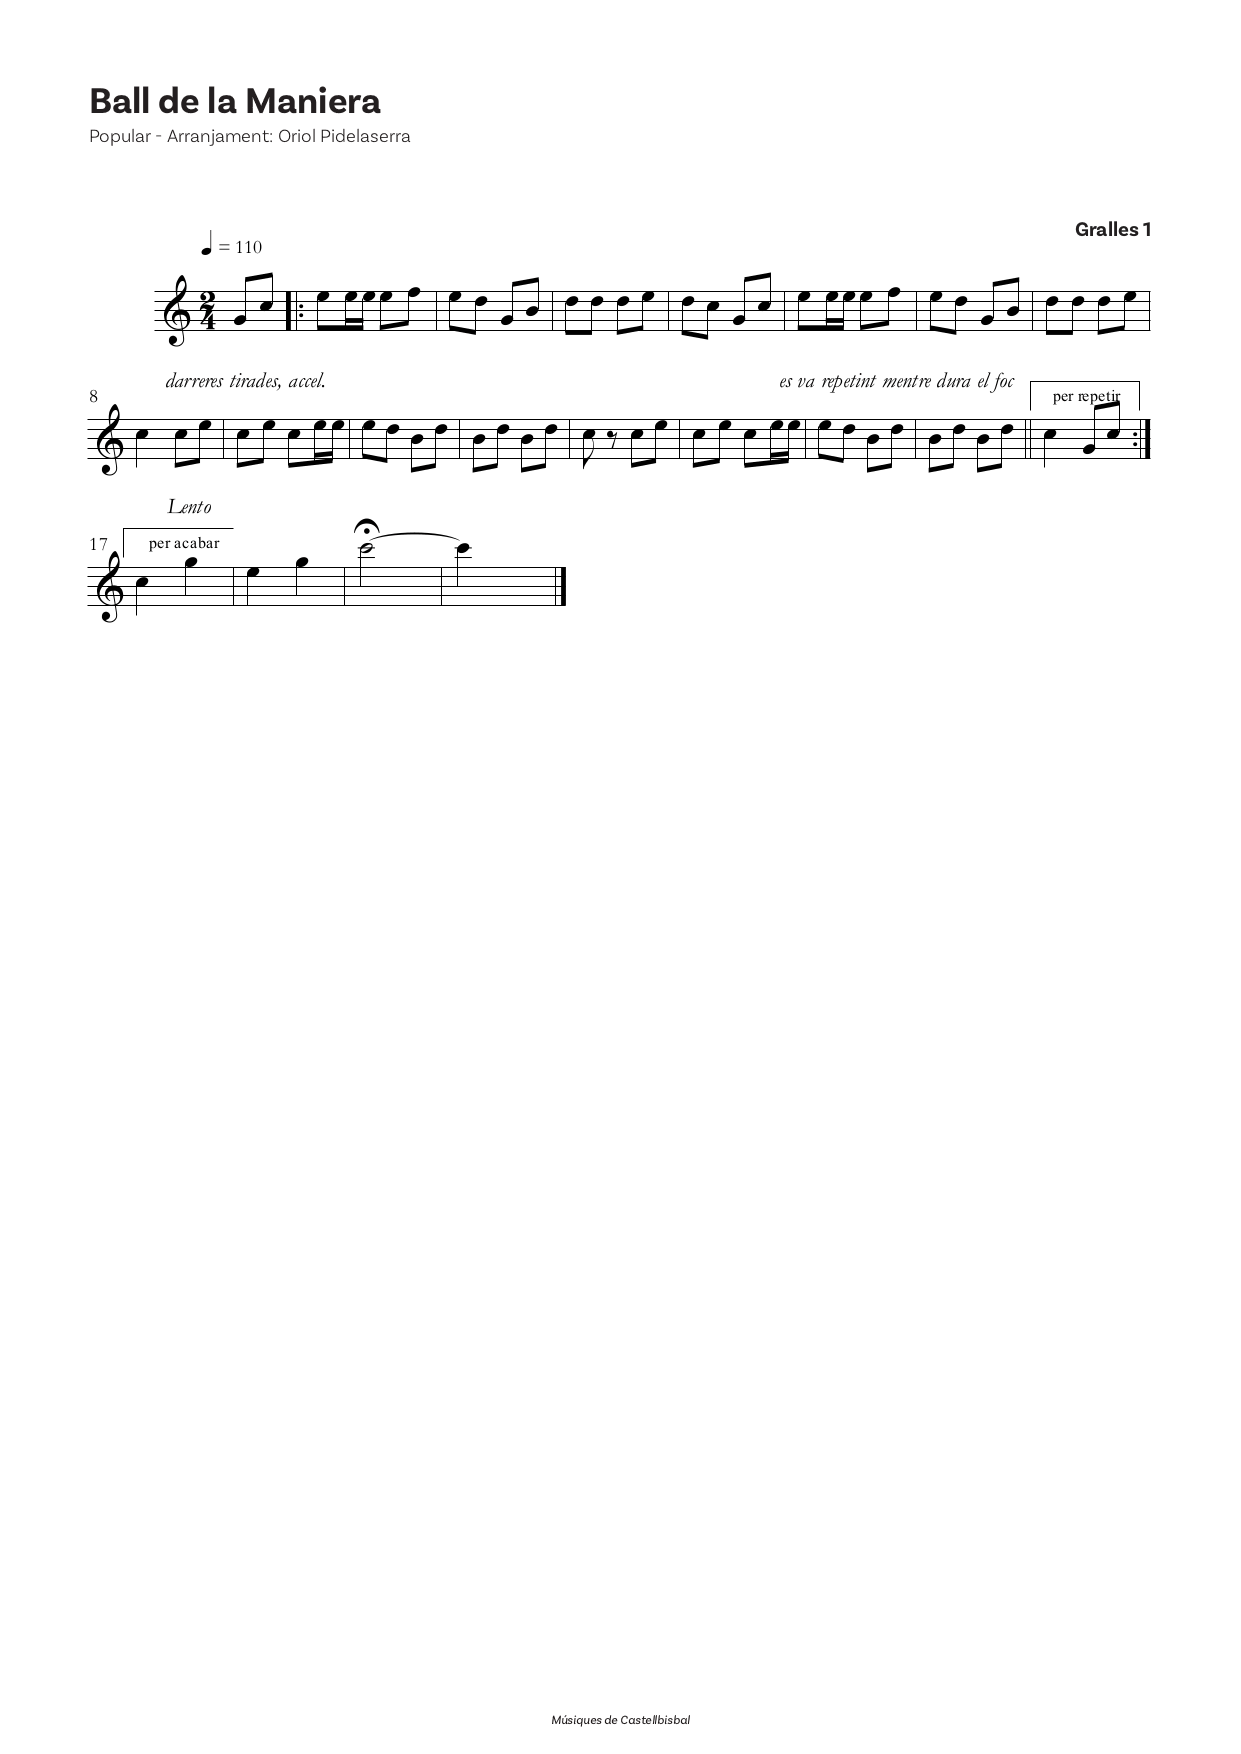 Ball de la Maniera
Popular - Arranjament: Oriol Pidelaserra
Gralles 1
= 110
2
4
darreres tirades, accel.
es va repetint mentre dura el foc
8
per repetir
Lento
17
per acabar
Músiques de Castellbisbal